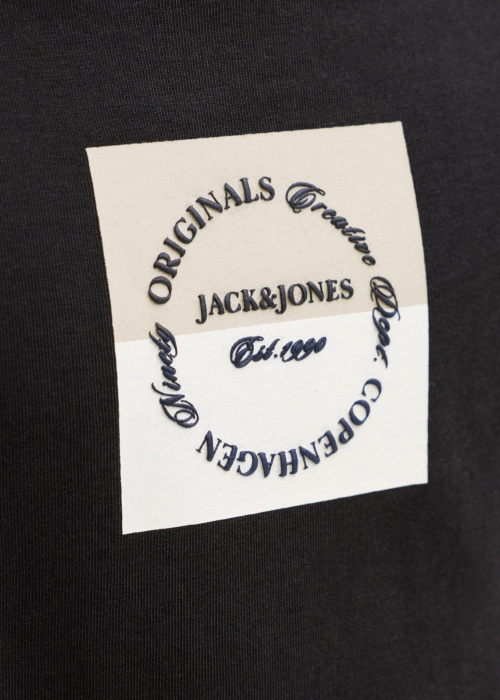 ORIGINALS Creative Dept. COPENHAGEN Ninety
JACK&JONES
Est.1990